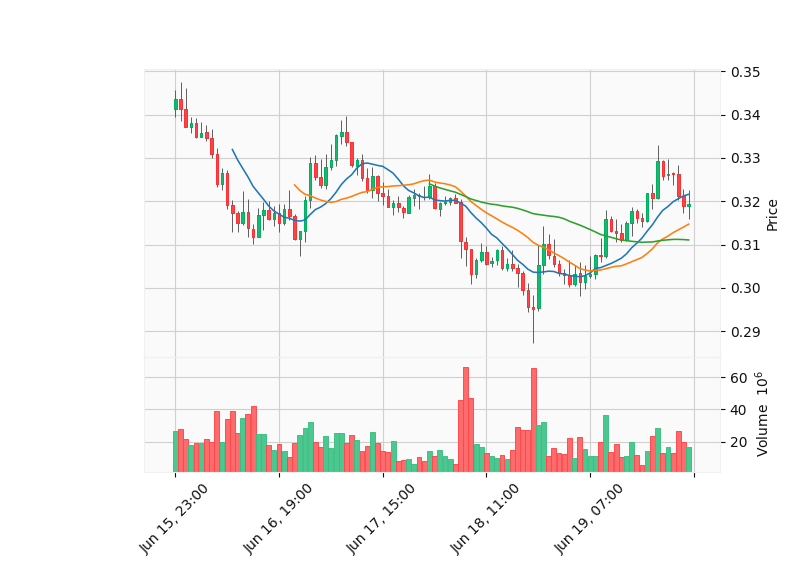 0.35
0.34
0.33
0.32
0.31
0.30
0.29
Price
60
40
20
Volume 10⁶
Jun 15, 23:00
Jun 16, 19:00
Jun 17, 15:00
Jun 18, 11:00
Jun 19, 07:00